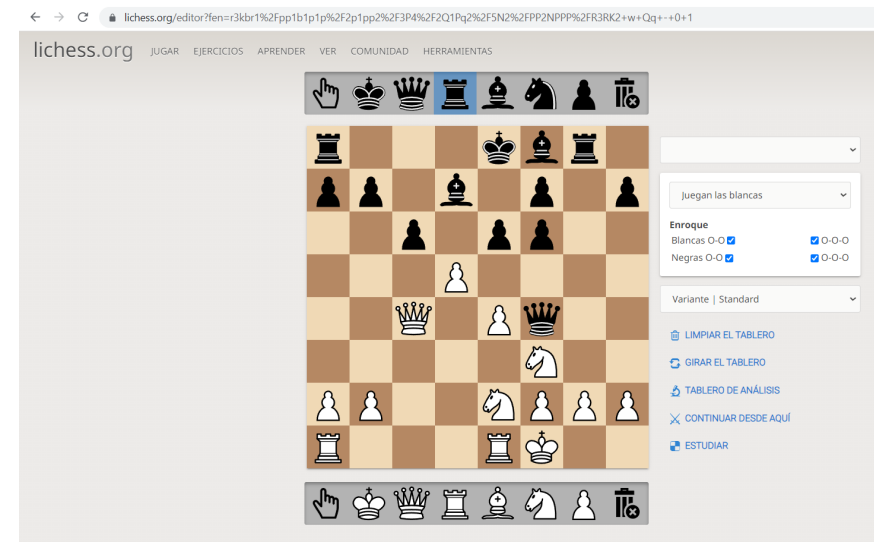 lichess.org/editor?fen=r3kbr1%2Fpp1b1p1p%2F2p1pp2%2F3P4%2F2Q1Pq2%2F5N2%2FPP2NPPP%2FR3RK2+w+Qq+-+0+1
lichess.org JUGAR EJERCICIOS APRENDER VER COMUNIDAD HERRAMIENTAS
Juegan las blancas
Enroque
Blancas O-O O-O-O
Negras O-O O-O-O
Variante | Standard
LIMPIAR EL TABLERO
GIRAR EL TABLERO
TABLERO DE ANÁLISIS
CONTINUAR DESDE AQUÍ
ESTUDIAR